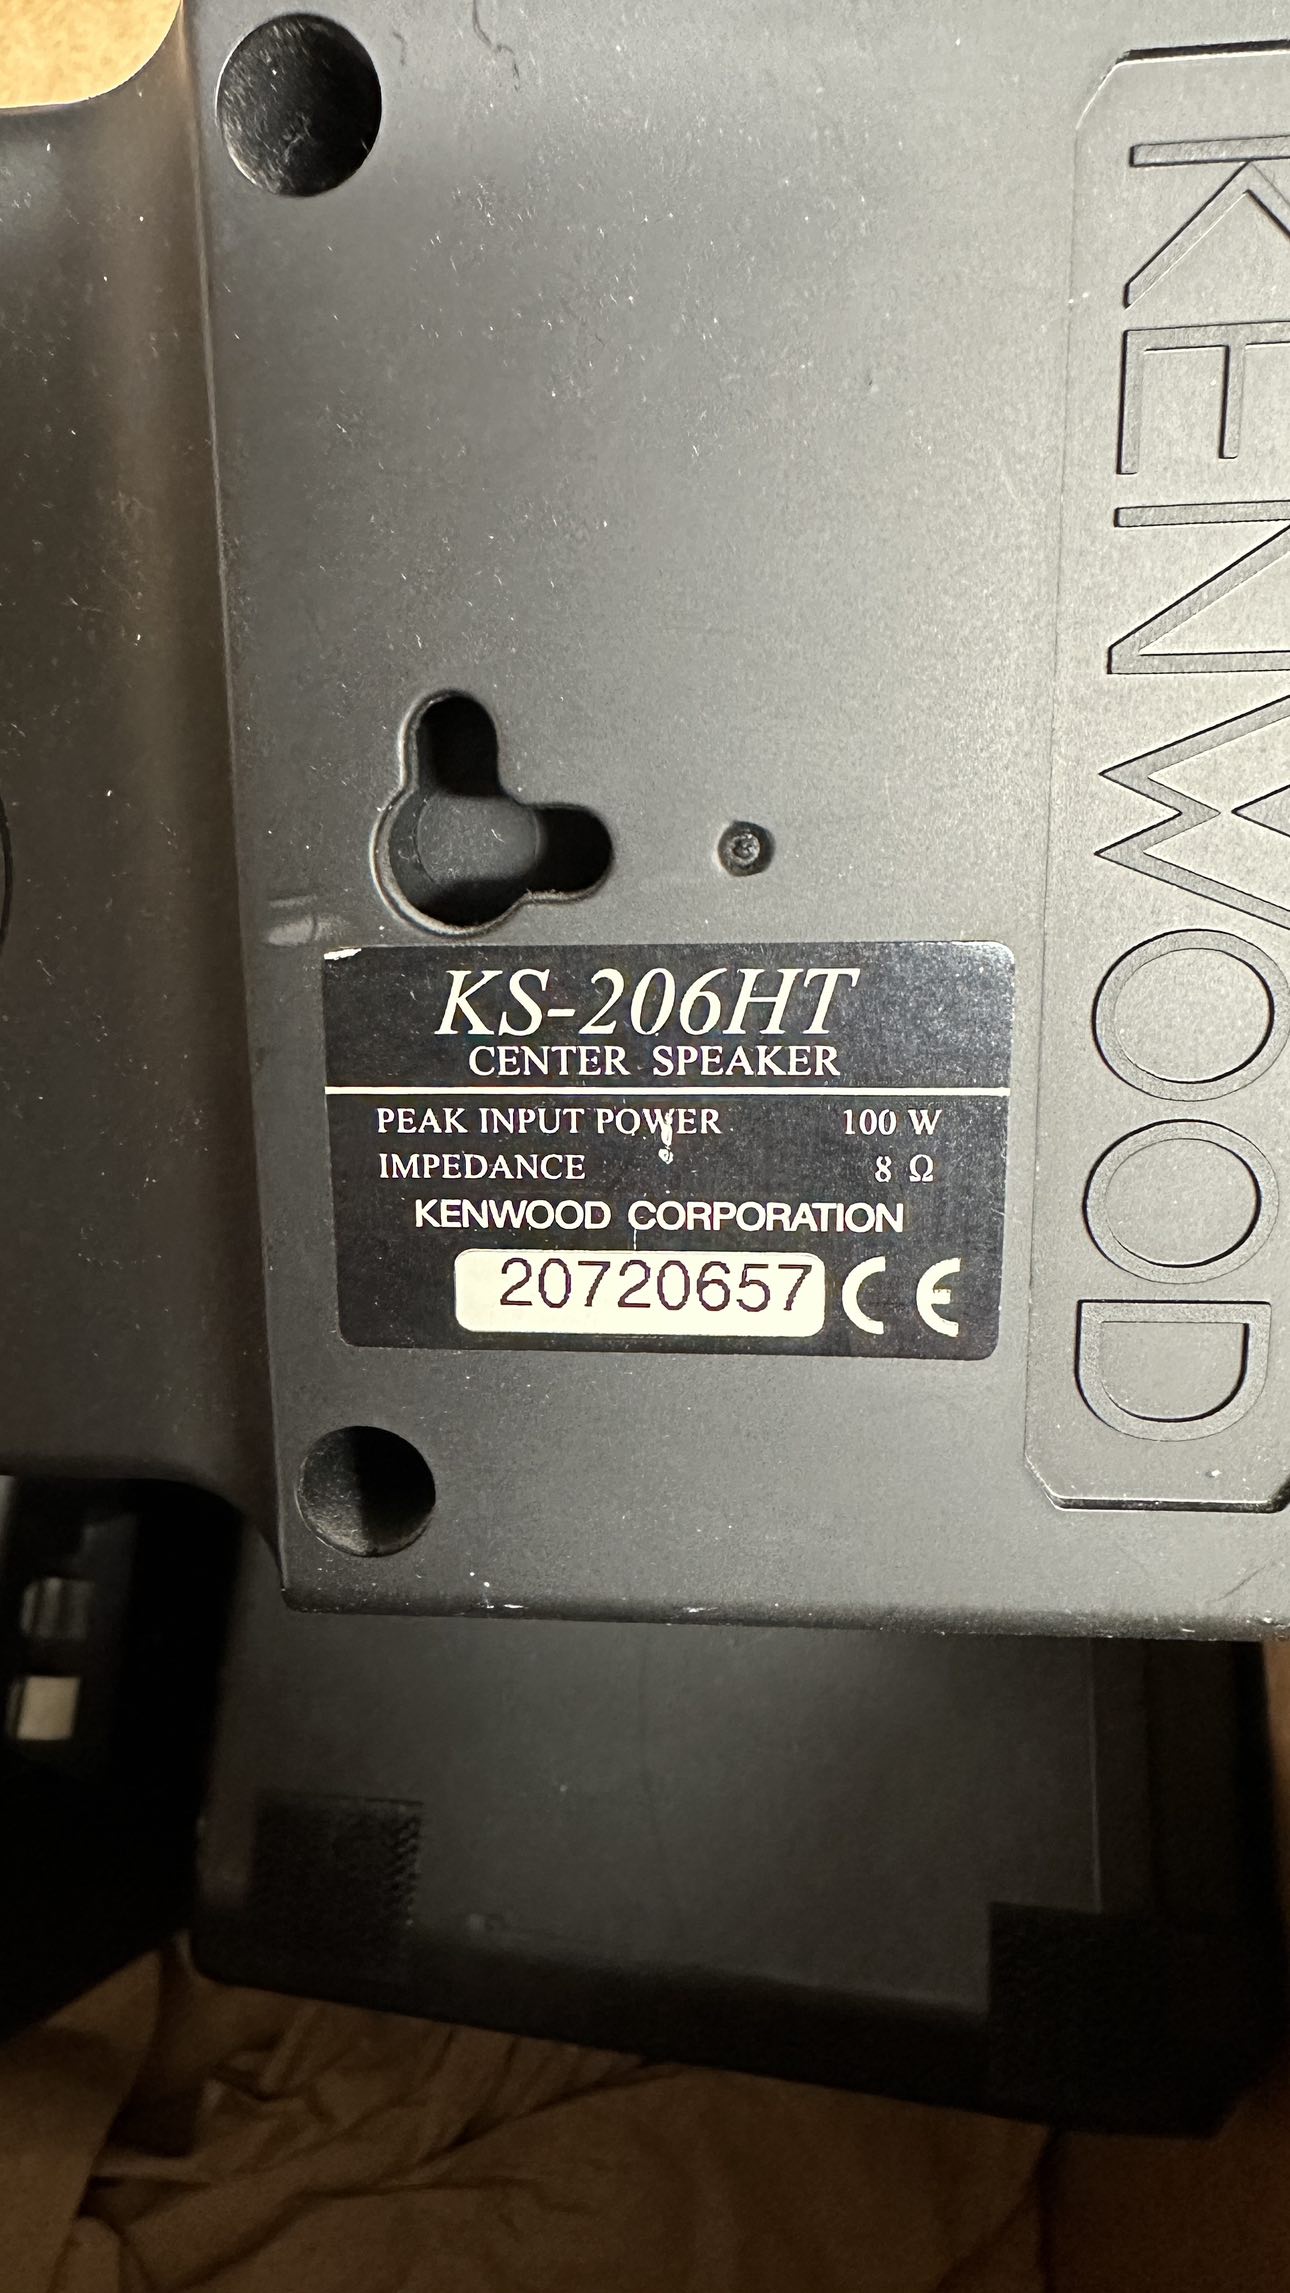 KENWOOD
KS-206HT
CENTER SPEAKER
PEAK INPUT POWER 100 W
IMPEDANCE 8 Ω
KENWOOD CORPORATION
20720657 CE